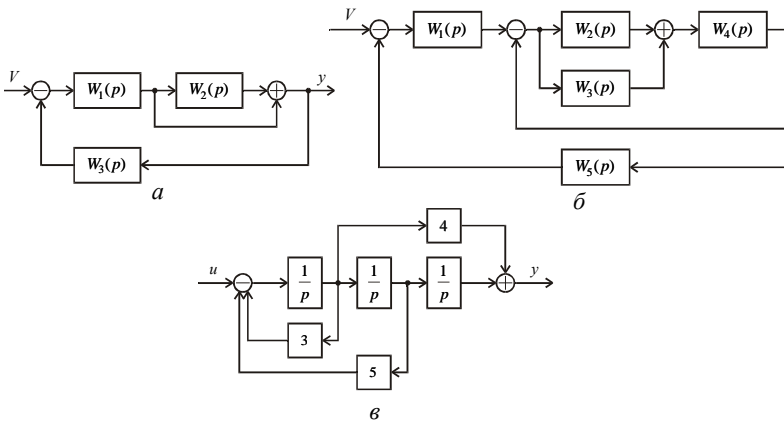 V W₁(p) W₂(p) y
W₃(p)
а
V W₁(p) W₂(p) W₄(p)
W₃(p)
W₅(p)
б
4
u 1/p 1/p 1/p y
3
5
в